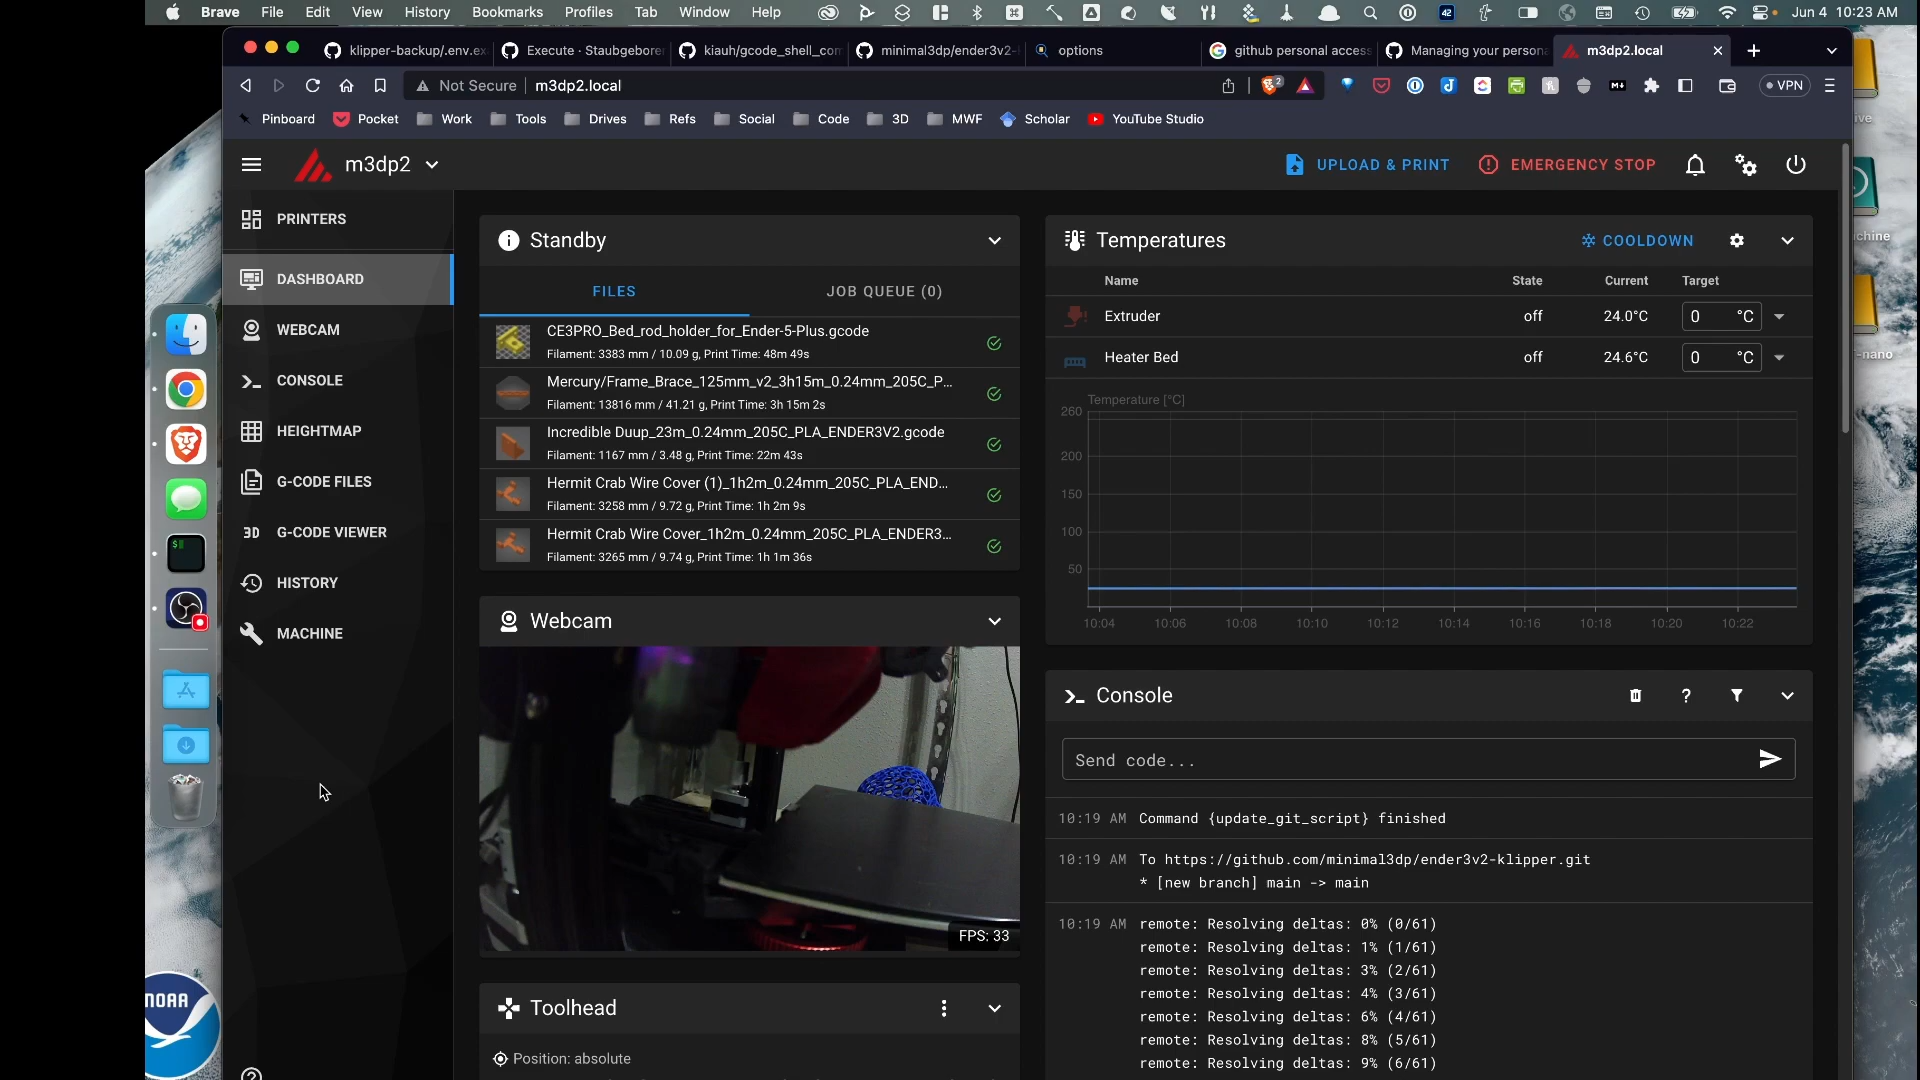 Brave File Edit View History Bookmarks Profiles Tab Window Help 42 Jun 4 10:23 AM
klipper-backup/.env.ex Execute · Staubgeborer kiauh/gcode_shell_com minimal3dp/ender3v2- options github personal access Managing your persona m3dp2.local
Not Secure m3dp2.local 2 VPN
Pinboard Pocket Work Tools Drives Refs Social Code 3D MWF Scholar YouTube Studio
m3dp2 UPLOAD & PRINT EMERGENCY STOP
PRINTERS
DASHBOARD
WEBCAM
CONSOLE
HEIGHTMAP
G-CODE FILES
3D G-CODE VIEWER
HISTORY
MACHINE
Standby
FILES JOB QUEUE (0)
CE3PRO_Bed_rod_holder_for_Ender-5-Plus.gcode
Filament: 3383 mm / 10.09 g, Print Time: 48m 49s
Mercury/Frame_Brace_125mm_v2_3h15m_0.24mm_205C_P...
Filament: 13816 mm / 41.21 g, Print Time: 3h 15m 2s
Incredible Duup_23m_0.24mm_205C_PLA_ENDER3V2.gcode
Filament: 1167 mm / 3.48 g, Print Time: 22m 43s
Hermit Crab Wire Cover (1)_1h2m_0.24mm_205C_PLA_END...
Filament: 3258 mm / 9.72 g, Print Time: 1h 2m 9s
Hermit Crab Wire Cover_1h2m_0.24mm_205C_PLA_ENDER3...
Filament: 3265 mm / 9.74 g, Print Time: 1h 1m 36s
Webcam
FPS: 33
Toolhead
Position: absolute
Temperatures COOLDOWN
Name State Current Target
Extruder off 24.0°C 0 °C
Heater Bed off 24.6°C 0 °C
Temperature [°C]
260
200
150
100
50
10:04 10:06 10:08 10:10 10:12 10:14 10:16 10:18 10:20 10:22
Console
Send code...
10:19 AM Command {update_git_script} finished
10:19 AM To https://github.com/minimal3dp/ender3v2-klipper.git
* [new branch] main -> main
10:19 AM remote: Resolving deltas: 0% (0/61)
remote: Resolving deltas: 1% (1/61)
remote: Resolving deltas: 3% (2/61)
remote: Resolving deltas: 4% (3/61)
remote: Resolving deltas: 6% (4/61)
remote: Resolving deltas: 8% (5/61)
remote: Resolving deltas: 9% (6/61)
NOAA
ive
chine
-nano